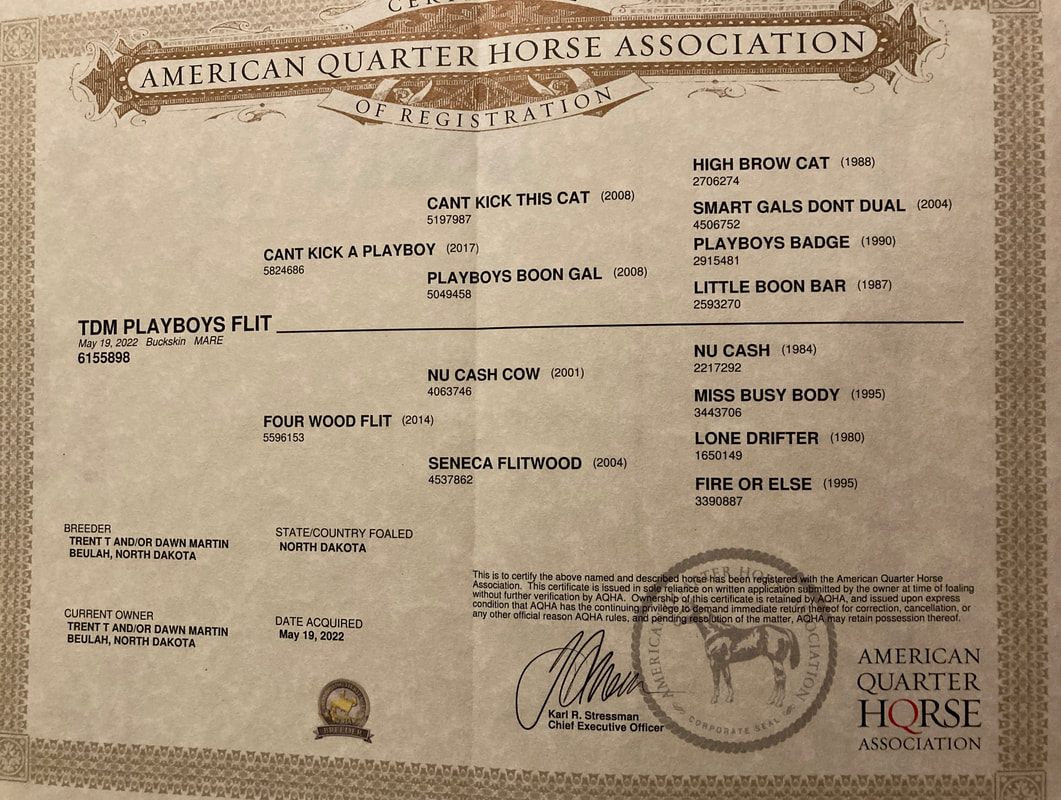 AMERICAN QUARTER HORSE ASSOCIATION
OF REGISTRATION
HIGH BROW CAT (1988)
2706274
CANT KICK THIS CAT (2008)
5197987
SMART GALS DONT DUAL (2004)
4506752
CANT KICK A PLAYBOY (2017)
5824686
PLAYBOYS BADGE (1990)
2915481
PLAYBOYS BOON GAL (2008)
5049458
LITTLE BOON BAR (1987)
2593270
TDM PLAYBOYS FLIT
May 19, 2022 Buckskin MARE
6155898
NU CASH (1984)
2217292
NU CASH COW (2001)
4063746
MISS BUSY BODY (1995)
3443706
FOUR WOOD FLIT (2014)
5596153
LONE DRIFTER (1980)
1650149
SENECA FLITWOOD (2004)
4537862
FIRE OR ELSE (1995)
3390887
BREEDER
TRENT T AND/OR DAWN MARTIN
BEULAH, NORTH DAKOTA
STATE/COUNTRY FOALED
NORTH DAKOTA
CURRENT OWNER
TRENT T AND/OR DAWN MARTIN
BEULAH, NORTH DAKOTA
DATE ACQUIRED
May 19, 2022
This is to certify the above named and described horse has been registered with the American Quarter Horse
Association. This certificate is issued in sole reliance on written application submitted by the owner at time of foaling
without further verification by AQHA. Ownership of this certificate is retained by AQHA, and issued upon express
condition that AQHA has the continuing privilege to demand immediate return thereof for correction, cancellation, or
any other official reason AQHA rules, and pending resolution of the matter, AQHA may retain possession thereof.
Karl R. Stressman
Chief Executive Officer
BREEDER
CORPORATE SEAL
AMERICAN
QUARTER
HORSE
ASSOCIATION